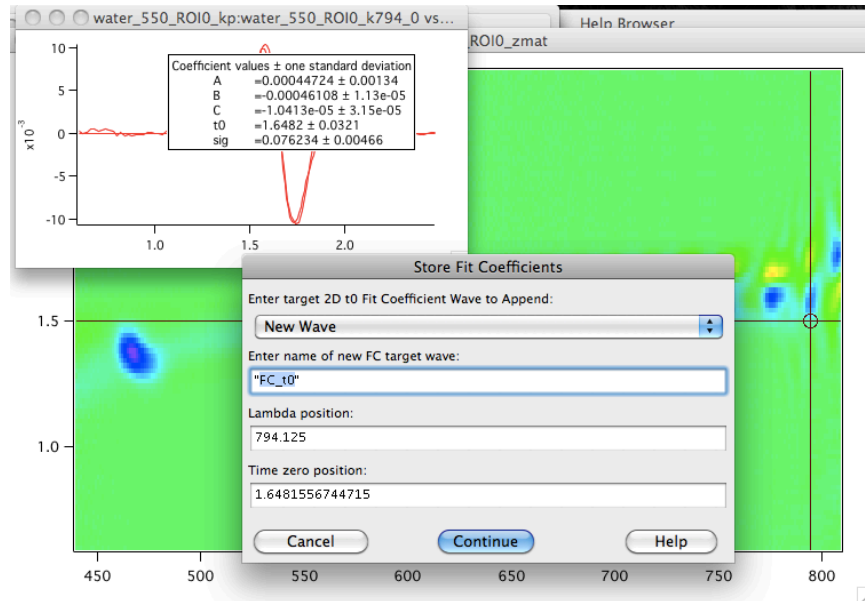 water_550_ROI0_kp:water_550_ROI0_k794_0 vs...
Help Browser
_ROI0_zmat
Coefficient values ± one standard deviation
A =0.00044724 ± 0.00134
B =-0.00046108 ± 1.13e-05
C =-1.0413e-05 ± 3.15e-05
t0 =1.6482 ± 0.0321
sig =0.076234 ± 0.00466
10
5
0
-5
-10
x10⁻³
1.0
1.5
2.0
Store Fit Coefficients
Enter target 2D t0 Fit Coefficient Wave to Append:
New Wave
Enter name of new FC target wave:
"FC_t0"
Lambda position:
794.125
Time zero position:
1.6481556744715
Cancel
Continue
Help
1.5
1.0
450
500
550
600
650
700
750
800